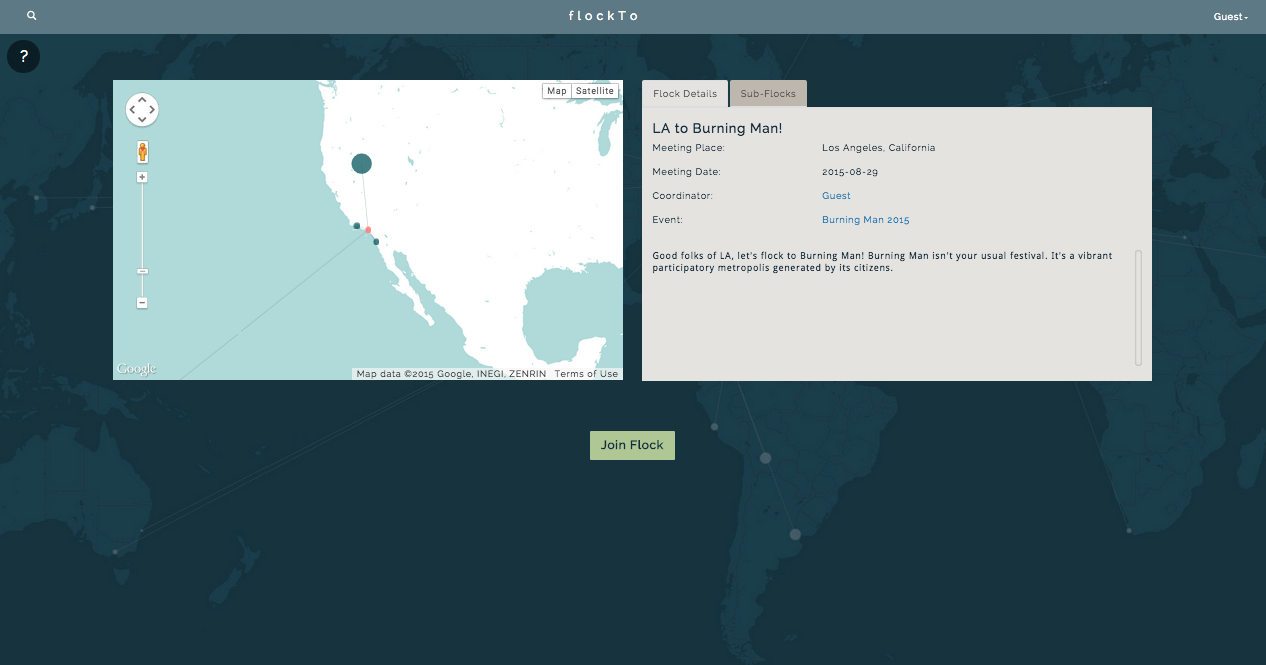 flockTo
Guest
?
Map Satellite
+
−
Google
Map data ©2015 Google, INEGI, ZENRIN Terms of Use
Flock Details Sub-Flocks
LA to Burning Man!
Meeting Place: Los Angeles, California
Meeting Date: 2015-08-29
Coordinator: Guest
Event: Burning Man 2015
Good folks of LA, let's flock to Burning Man! Burning Man isn't your usual festival. It's a vibrant
participatory metropolis generated by its citizens.
Join Flock